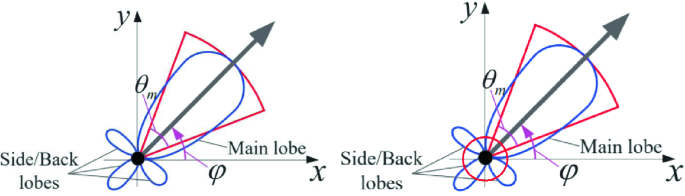 y
θm
Main lobe
Side/Back
lobes
φ
x
y
θm
Main lobe
Side/Back
lobes
φ
x